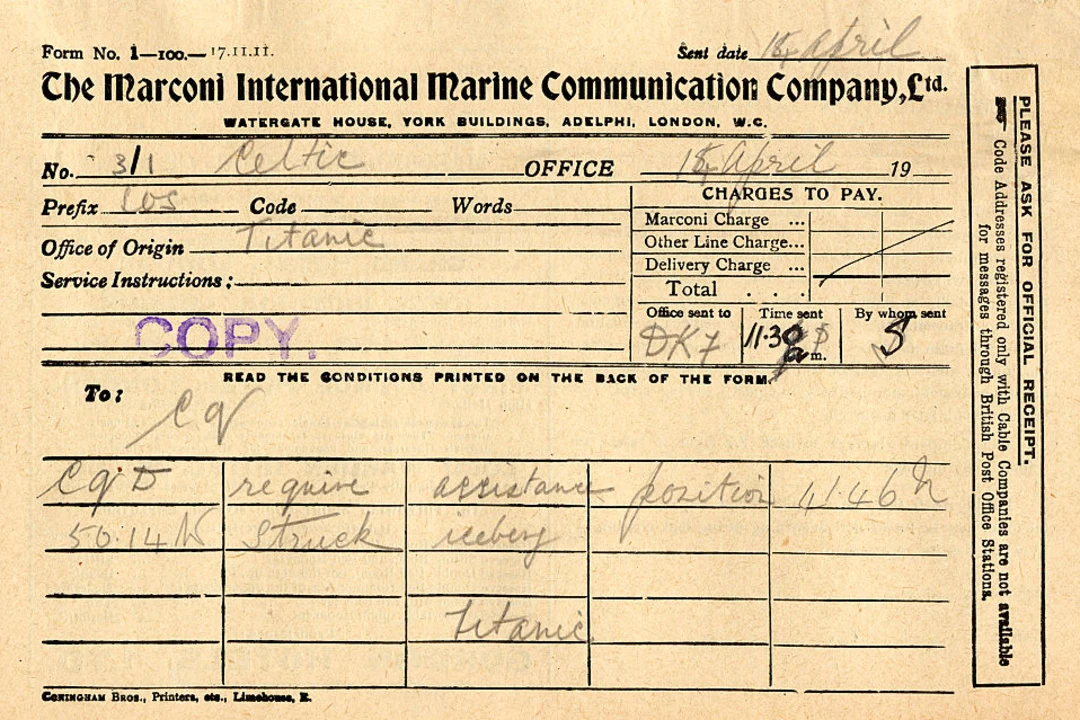 Form No. 1—100.— 17.11.11.
Sent date 15 April
The Marconi International Marine Communication Company, Ltd.
WATERGATE HOUSE, YORK BUILDINGS, ADELPHI, LONDON, W.C.
No. 3/1 Celtic OFFICE 15 April 19
Prefix Code Words
Office of Origin Titanic
Service Instructions:
CHARGES TO PAY.
Marconi Charge ...
Other Line Charge...
Delivery Charge ...
Total . . .
Office sent to Time sent By whom sent
DK7 11.30 m. S
COPY.
READ THE CONDITIONS PRINTED ON THE BACK OF THE FORM.
To:
Cq
CqD require assistance position 41.46 N
50.14 W Struck iceberg
Titanic
CONINGHAM BROS., Printers, etc., Limehouse, E.
PLEASE ASK FOR OFFICIAL RECEIPT.
Code Addresses registered only with Cable Companies are not available
for messages through British Post Office Stations.